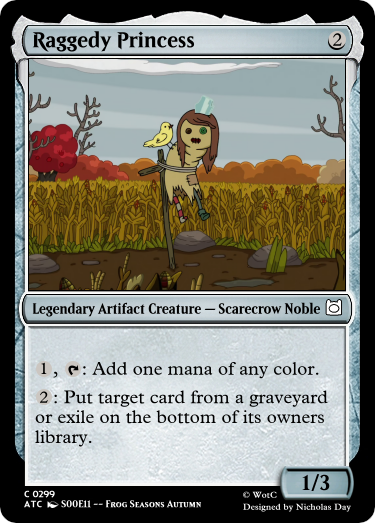 Raggedy Princess 2
Legendary Artifact Creature — Scarecrow Noble
1, : Add one mana of any color.
2: Put target card from a graveyard
or exile on the bottom of its owners
library.
1/3
C 0299
ATC S00E11 -- Frog Seasons Autumn
© WotC
Designed by Nicholas Day